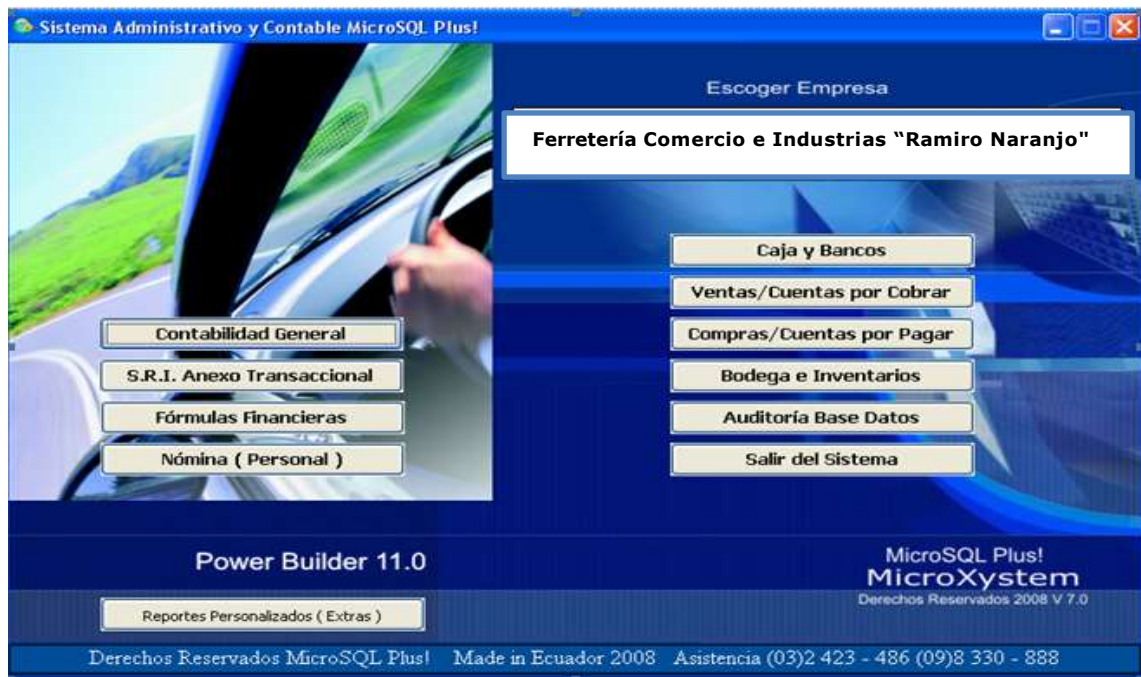 Sistema Administrativo y Contable MicroSQL Plus!
Escoger Empresa
Ferretería Comercio e Industrias “Ramiro Naranjo"
Caja y Bancos
Ventas/Cuentas por Cobrar
Contabilidad General
Compras/Cuentas por Pagar
S.R.I. Anexo Transaccional
Bodega e Inventarios
Fórmulas Financieras
Auditoría Base Datos
Nómina ( Personal )
Salir del Sistema
Power Builder 11.0
MicroSQL Plus!
MicroXystem
Derechos Reservados 2008 V 7.0
Reportes Personalizados ( Extras )
Derechos Reservados MicroSQL Plus! Made in Ecuador 2008 Asistencia (03)2 423 - 486 (09)8 330 - 888